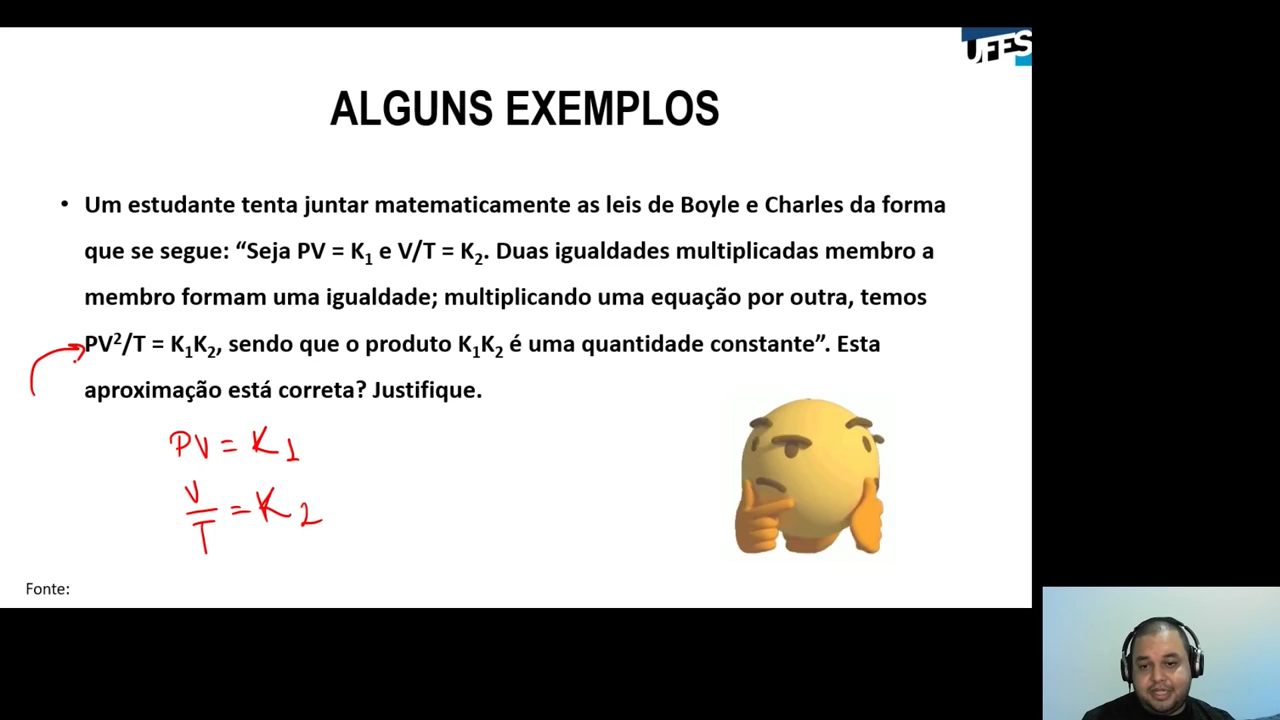 UFES
ALGUNS EXEMPLOS
• Um estudante tenta juntar matematicamente as leis de Boyle e Charles da forma
que se segue: “Seja PV = K₁ e V/T = K₂. Duas igualdades multiplicadas membro a
membro formam uma igualdade; multiplicando uma equação por outra, temos
PV²/T = K₁K₂, sendo que o produto K₁K₂ é uma quantidade constante”. Esta
aproximação está correta? Justifique.
PV = K1
V
T
= K2
Fonte: